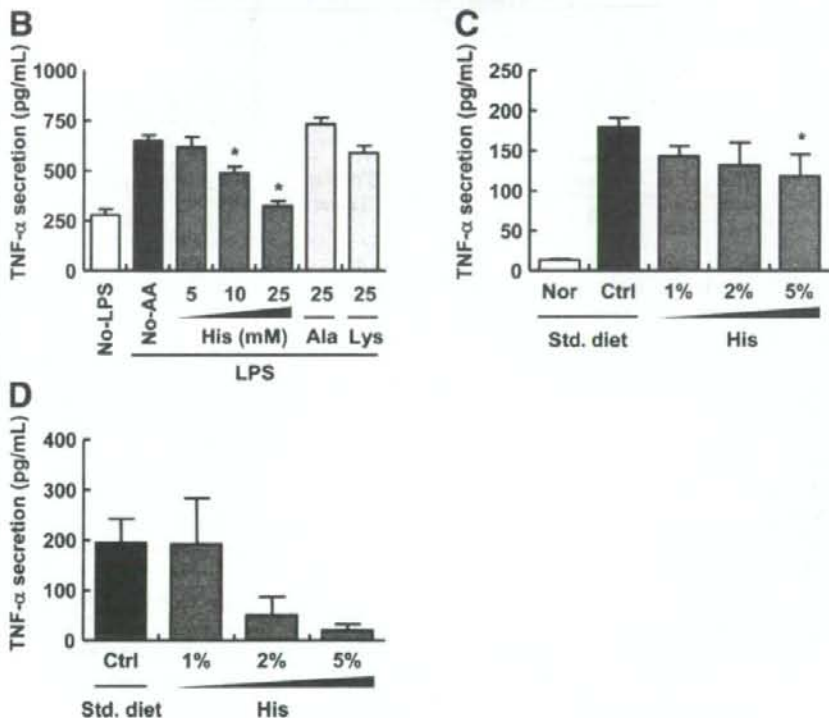 B
TNF-α secretion (pg/mL)
1000
750
500
250
0
*
*
No-LPS
No-AA
5
10
25
25
25
His (mM)
Ala
Lys
LPS
C
TNF-α secretion (pg/mL)
250
200
150
100
50
0
*
Nor
Ctrl
1%
2%
5%
Std. diet
His
D
TNF-α secretion (pg/mL)
400
300
200
100
0
Ctrl
1%
2%
5%
Std. diet
His